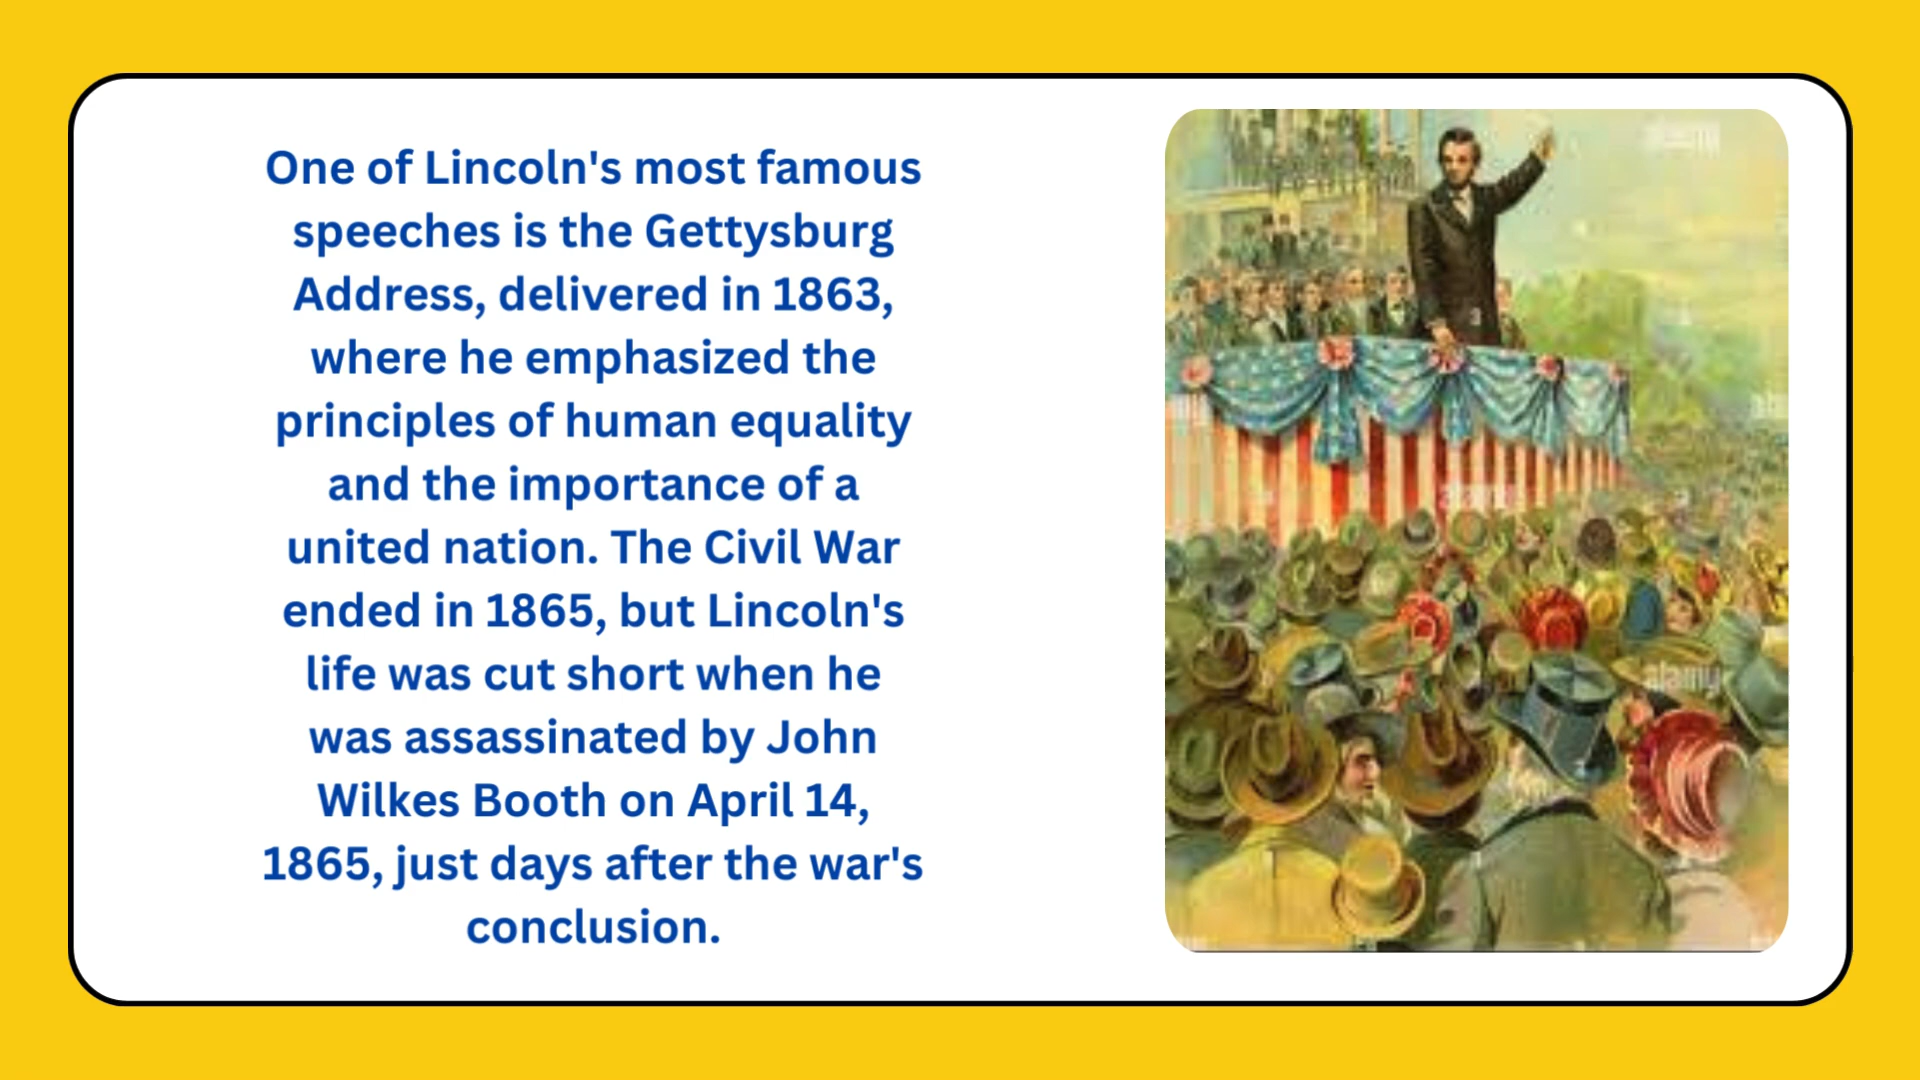 One of Lincoln's most famous
speeches is the Gettysburg
Address, delivered in 1863,
where he emphasized the
principles of human equality
and the importance of a
united nation. The Civil War
ended in 1865, but Lincoln's
life was cut short when he
was assassinated by John
Wilkes Booth on April 14,
1865, just days after the war's
conclusion.
alamy
alamy
alamy